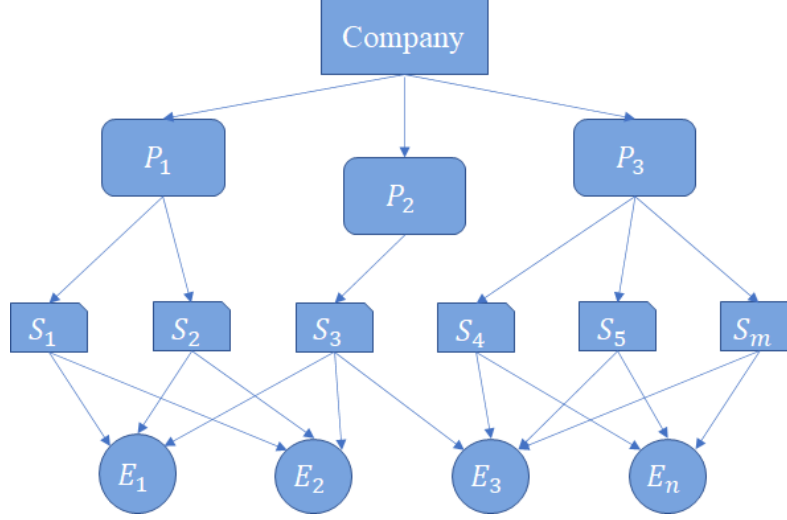 Company
P₁
P₂
P₃
S₁ S₂ S₃ S₄ S₅ Sₘ
E₁ E₂ E₃ Eₙ